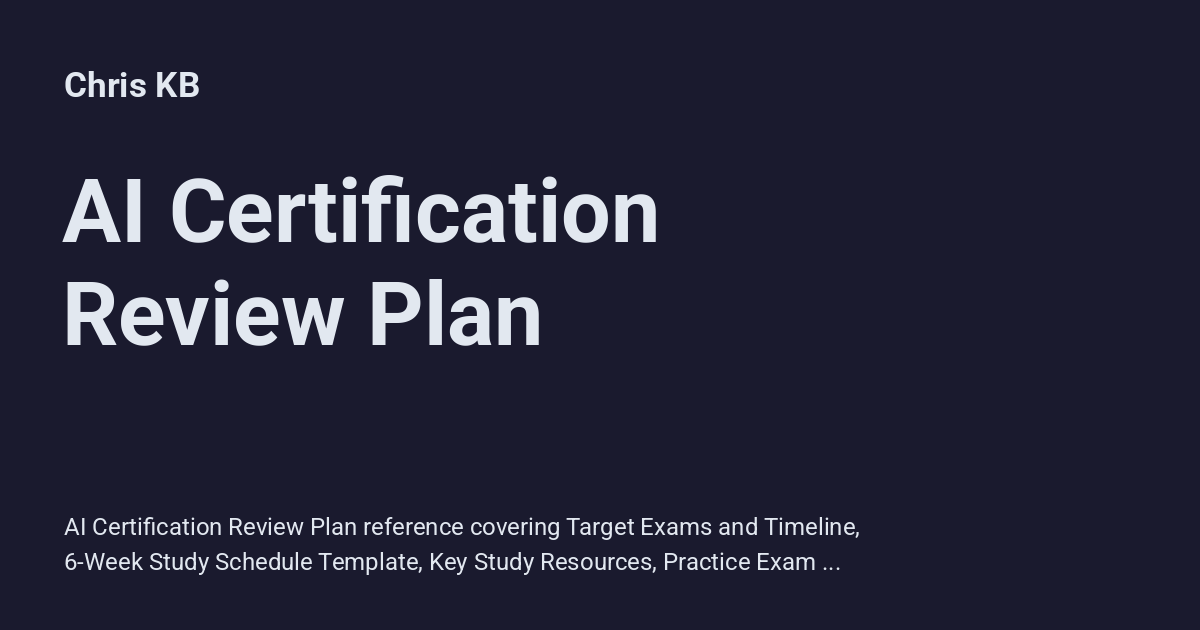 Chris KB
AI Certification
Review Plan
AI Certification Review Plan reference covering Target Exams and Timeline,
6-Week Study Schedule Template, Key Study Resources, Practice Exam ...